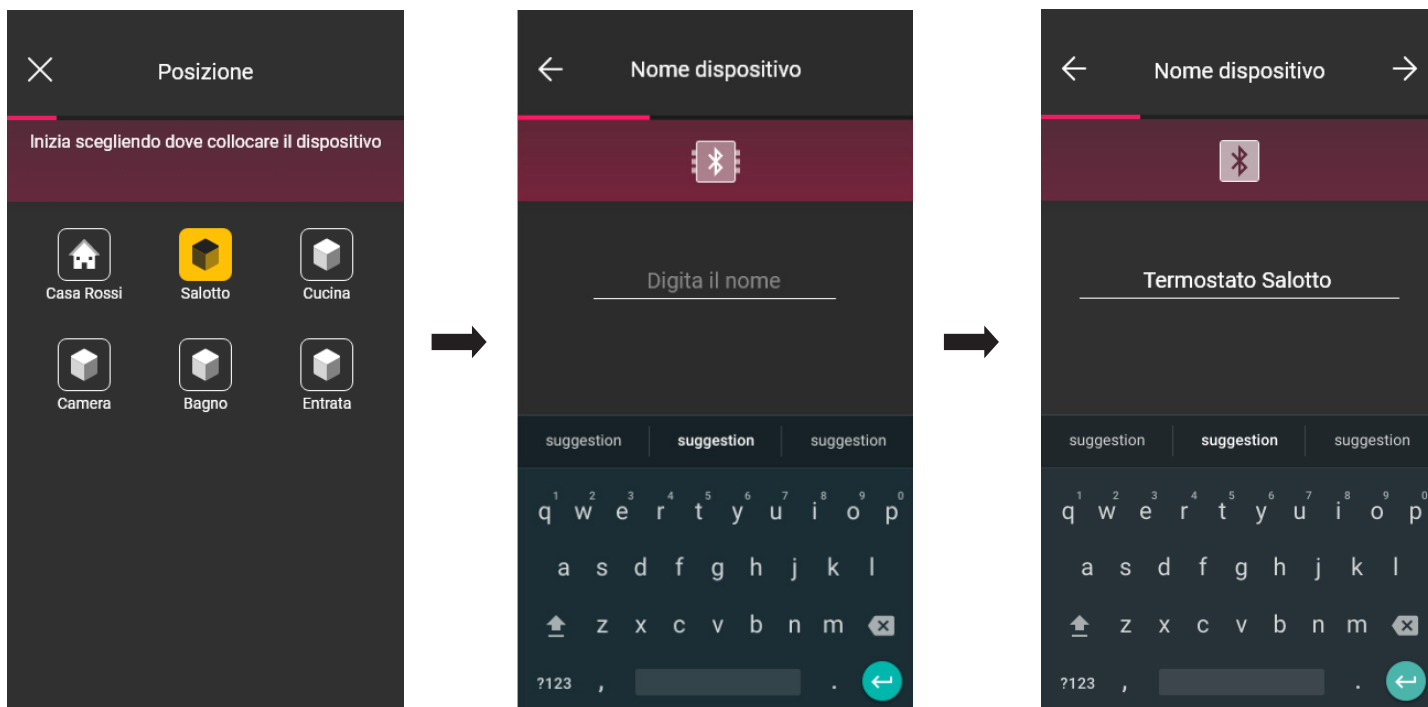 Posizione
Inizia scegliendo dove collocare il dispositivo
Casa Rossi Salotto Cucina
Camera Bagno Entrata
Nome dispositivo
Digita il nome
suggestion suggestion suggestion
1 2 3 4 5 6 7 8 9 0
q w e r t y u i o p
a s d f g h j k l
z x c v b n m
?123 , .
Nome dispositivo
Termostato Salotto
suggestion suggestion suggestion
1 2 3 4 5 6 7 8 9 0
q w e r t y u i o p
a s d f g h j k l
z x c v b n m
?123 , .